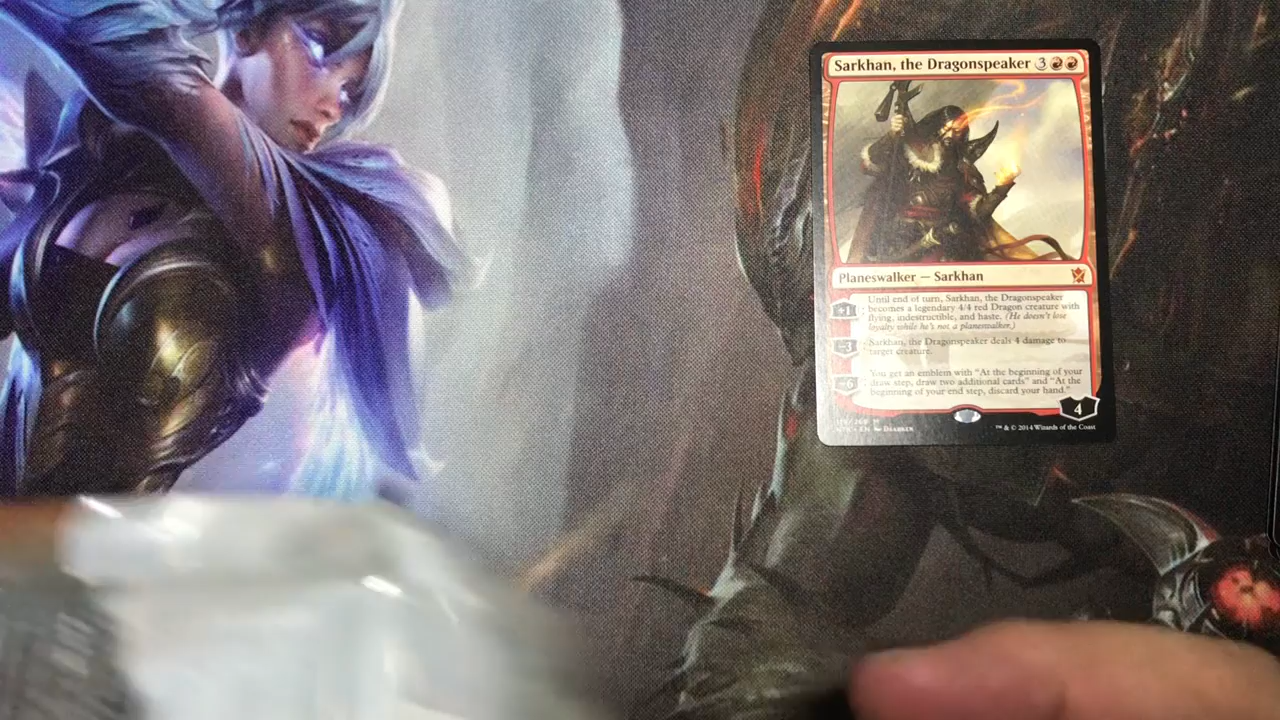 Sarkhan, the Dragonspeaker 3
Planeswalker — Sarkhan
Until end of turn, Sarkhan, the Dragonspeaker
becomes a legendary 4/4 red Dragon creature with
flying, indestructible, and haste. (He doesn't lose
loyalty while he's not a planeswalker.)
+1
Sarkhan, the Dragonspeaker deals 4 damage to
target creature.
-3
You get an emblem with "At the beginning of your
draw step, draw two additional cards" and "At the
beginning of your end step, discard your hand."
-6
4
™ & © 2014 Wizards of the Coast